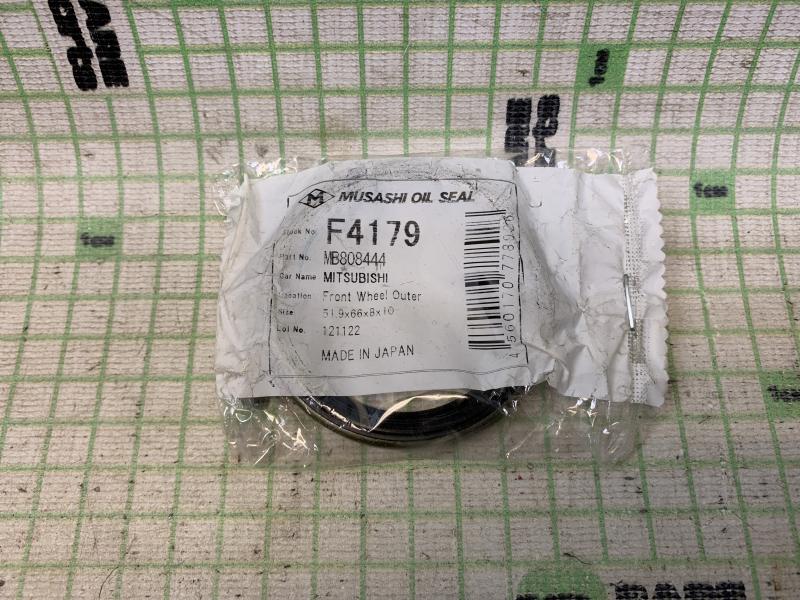 MUSASHI OIL SEAL
Stock No. F4179
Part No. MB808444
Car Name MITSUBISHI
Location Front Wheel Outer
Size 51.9x66x8x10
Lot No. 121122
MADE IN JAPAN